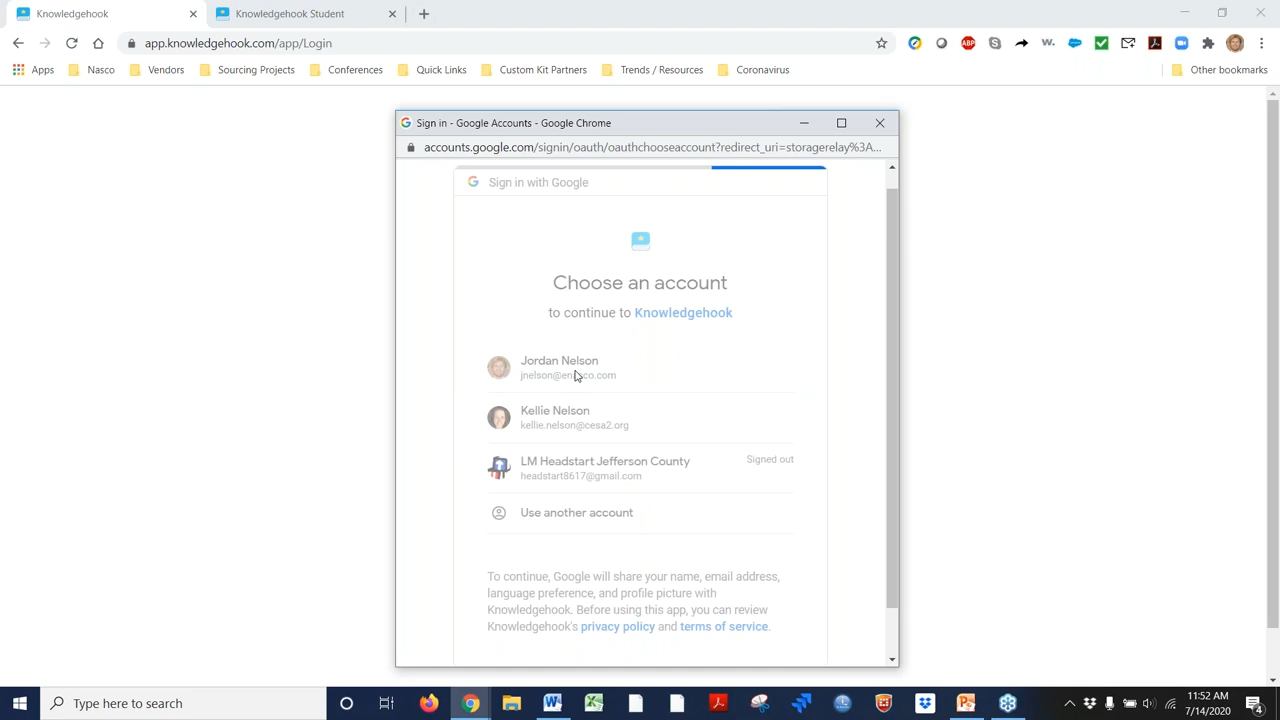 Knowledgehook
Knowledgehook Student
app.knowledgehook.com/app/Login
ABP
W.
Apps
Nasco
Vendors
Sourcing Projects
Conferences
Quick Links
Custom Kit Partners
Trends / Resources
Coronavirus
Other bookmarks
Sign in - Google Accounts - Google Chrome
accounts.google.com/signin/oauth/oauthchooseaccount?redirect_uri=storagerelay%3A...
Sign in with Google
Choose an account
to continue to Knowledgehook
Jordan Nelson
Kellie Nelson
kellie.nelson@cesa2.org
LM Headstart Jefferson County
Signed out
headstart8617@gmail.com
Use another account
To continue, Google will share your name, email address,
language preference, and profile picture with
Knowledgehook. Before using this app, you can review
Knowledgehook's privacy policy and terms of service.
Type here to search
11:52 AM
7/14/2020
4